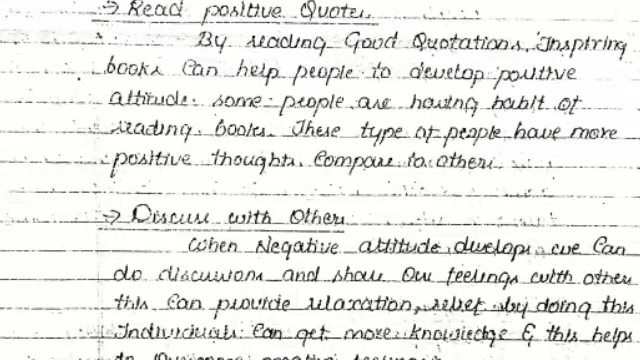 → Read positive Quotes.
By reading Good Quotations, Inspiring
books Can help people to develop positive
attitude. some people are having habit of
reading books. These type of people have more
positive thoughts. Compare to others.
→ Discuss with Others
When Negative attitude develops we Can
do discussions and share Our feelings with others
this Can provide relaxation, relief by doing this
Individuals Can get more knowledge & this helps